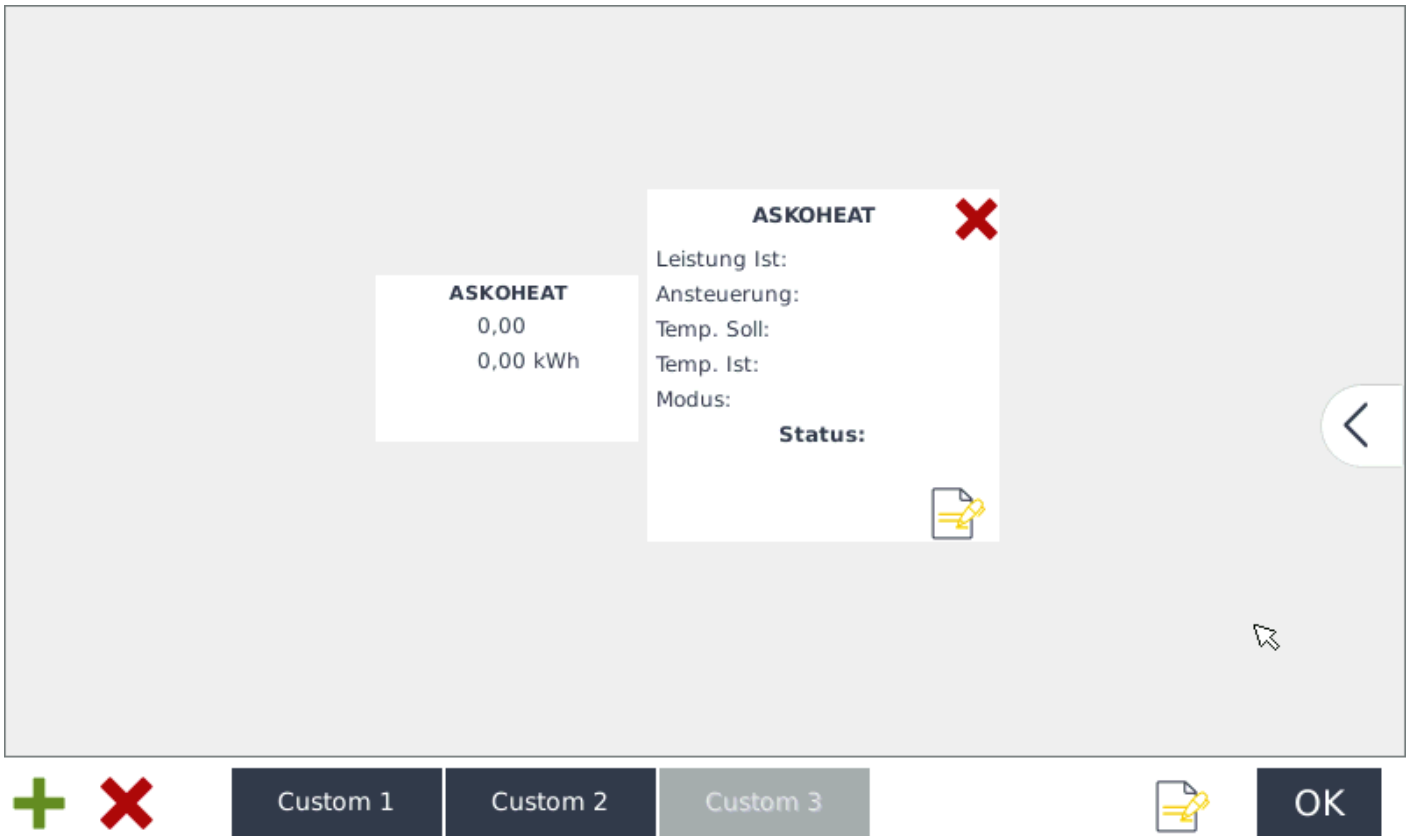 ASKOHEAT
0,00
0,00 kWh
ASKOHEAT
Leistung Ist:
Ansteuerung:
Temp. Soll:
Temp. Ist:
Modus:
Status:
Custom 1
Custom 2
Custom 3
OK